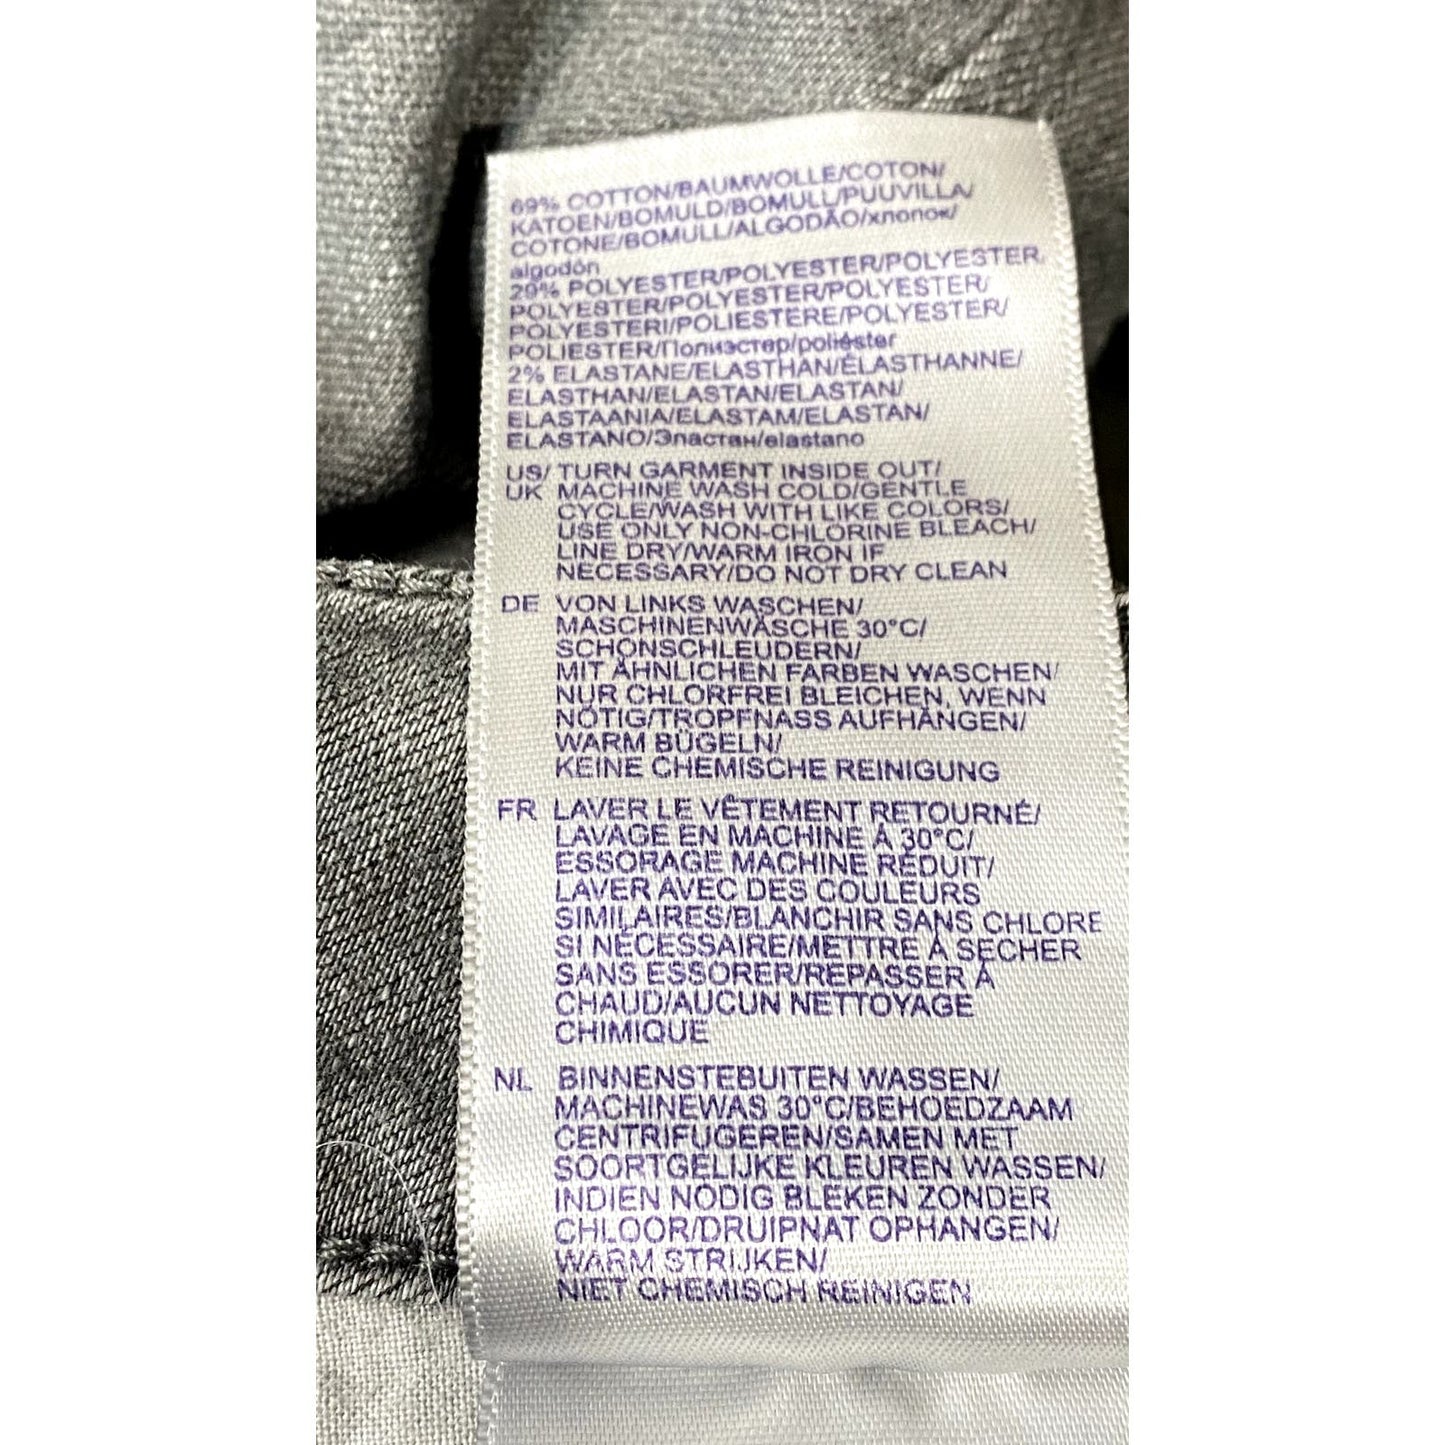 69% COTTON/BAUMWOLLE/COTON/
KATOEN/BOMULD/BOMULL/PUUVILLA/
COTONE/BOMULL/ALGODÃO/хлопок/
algodón
29% POLYESTER/POLYESTER/POLYESTER
POLYESTER/POLYESTER/POLYESTER/
POLYESTERI/POLIESTERE/POLYESTER/
POLIESTER/Полиэстер/poliéster
2% ELASTANE/ELASTHAN/ÉLASTHANNE/
ELASTHAN/ELASTAN/ELASTAN/
ELASTAANIA/ELASTAM/ELASTAN/
ELASTANO/Эластан/elastano
US/ TURN GARMENT INSIDE OUT/
UK MACHINE WASH COLD/GENTLE
CYCLE/WASH WITH LIKE COLORS/
USE ONLY NON-CHLORINE BLEACH/
LINE DRY/WARM IRON IF
NECESSARY/DO NOT DRY CLEAN
DE VON LINKS WASCHEN/
MASCHINENWÄSCHE 30°C/
SCHONSCHLEUDERN/
MIT ÄHNLICHEN FARBEN WASCHEN/
NUR CHLORFREI BLEICHEN, WENN
NÖTIG/TROPFNASS AUFHÄNGEN/
WARM BÜGELN/
KEINE CHEMISCHE REINIGUNG
FR LAVER LE VÊTEMENT RETOURNÉ/
LAVAGE EN MACHINE À 30°C/
ESSORAGE MACHINE RÉDUIT/
LAVER AVEC DES COULEURS
SIMILAIRES/BLANCHIR SANS CHLORE
SI NÉCESSAIRE/METTRE À SECHER
SANS ESSORER/REPASSER À
CHAUD/AUCUN NETTOYAGE
CHIMIQUE
NL BINNENSTEBUITEN WASSEN/
MACHINEWAS 30°C/BEHOEDZAAM
CENTRIFUGEREN/SAMEN MET
SOORTGELIJKE KLEUREN WASSEN/
INDIEN NODIG BLEKEN ZONDER
CHLOOR/DRUIPNAT OPHANGEN/
WARM STRIJKEN/
NIET CHEMISCH REINIGEN